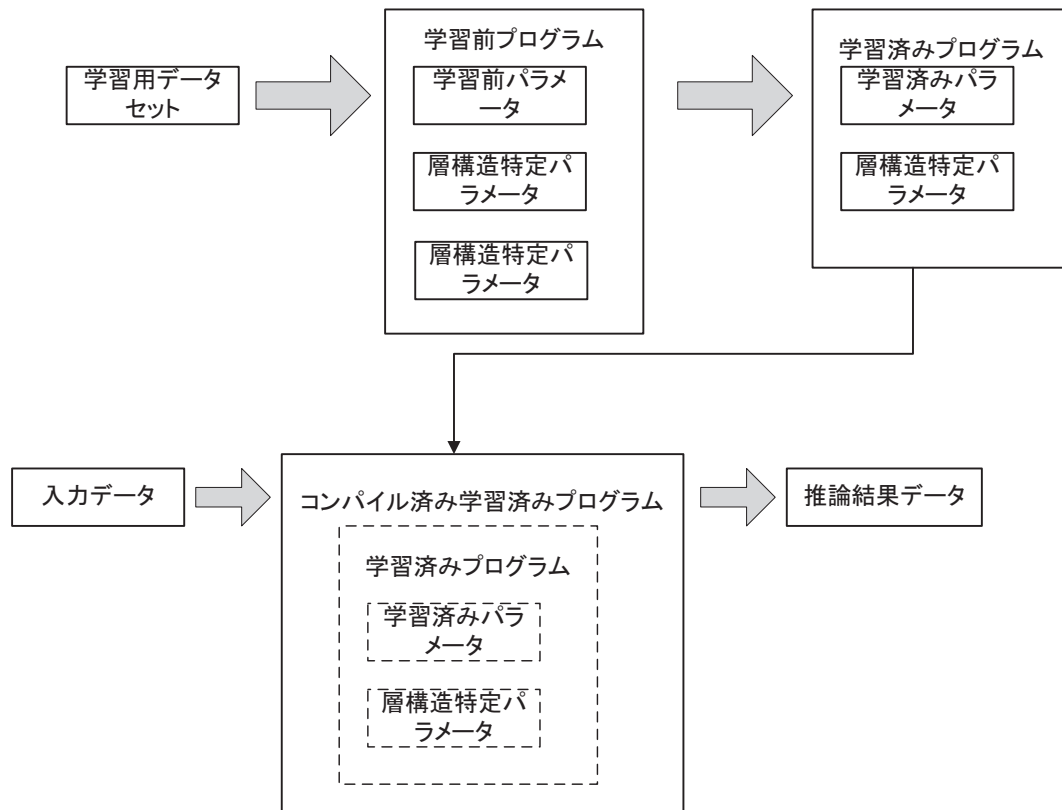 学習用データ
セット
学習前プログラム
学習前パラメ
ータ
層構造特定パ
ラメータ
層構造特定パ
ラメータ
学習済みプログラム
学習済みパラ
メータ
層構造特定パ
ラメータ
入力データ
コンパイル済み学習済みプログラム
学習済みプログラム
学習済みパラ
メータ
層構造特定パ
ラメータ
推論結果データ